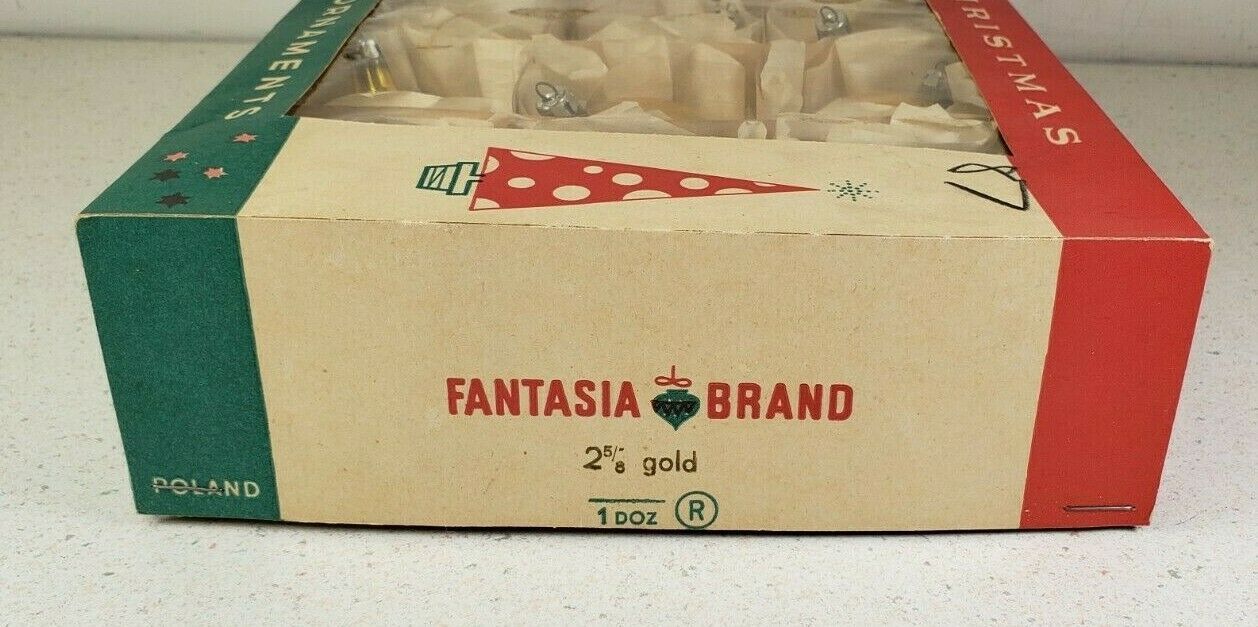 ORNAMENTS
CHRISTMAS
FANTASIA BRAND
2 5/8 gold
1 DOZ R
POLAND